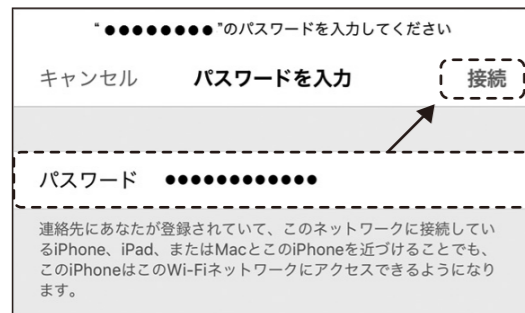 “●●●●●●●●”のパスワードを入力してください
キャンセル パスワードを入力 接続
パスワード ●●●●●●●●●●●●
連絡先にあなたが登録されていて、このネットワークに接続してい
るiPhone、iPad、またはMacとこのiPhoneを近づけることでも、
このiPhoneはこのWi-Fiネットワークにアクセスできるようになり
ます。